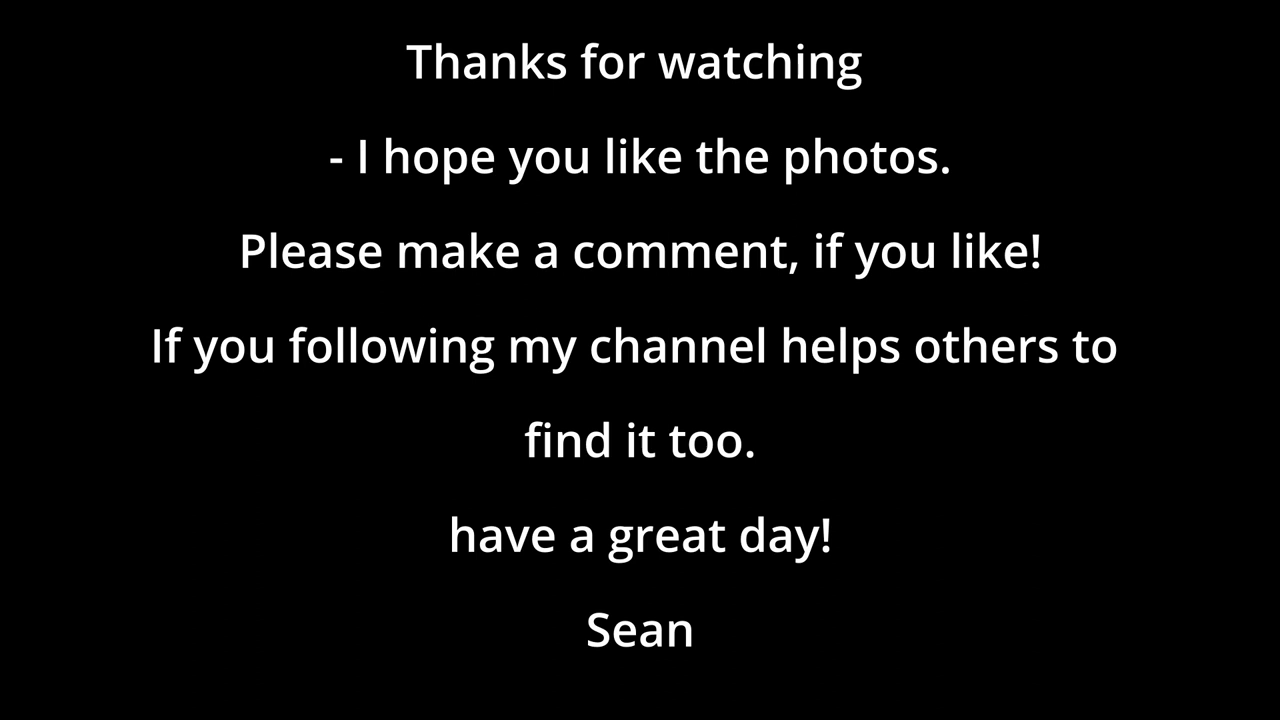 Thanks for watching
- I hope you like the photos.
Please make a comment, if you like!
If you following my channel helps others to
find it too.
have a great day!
Sean